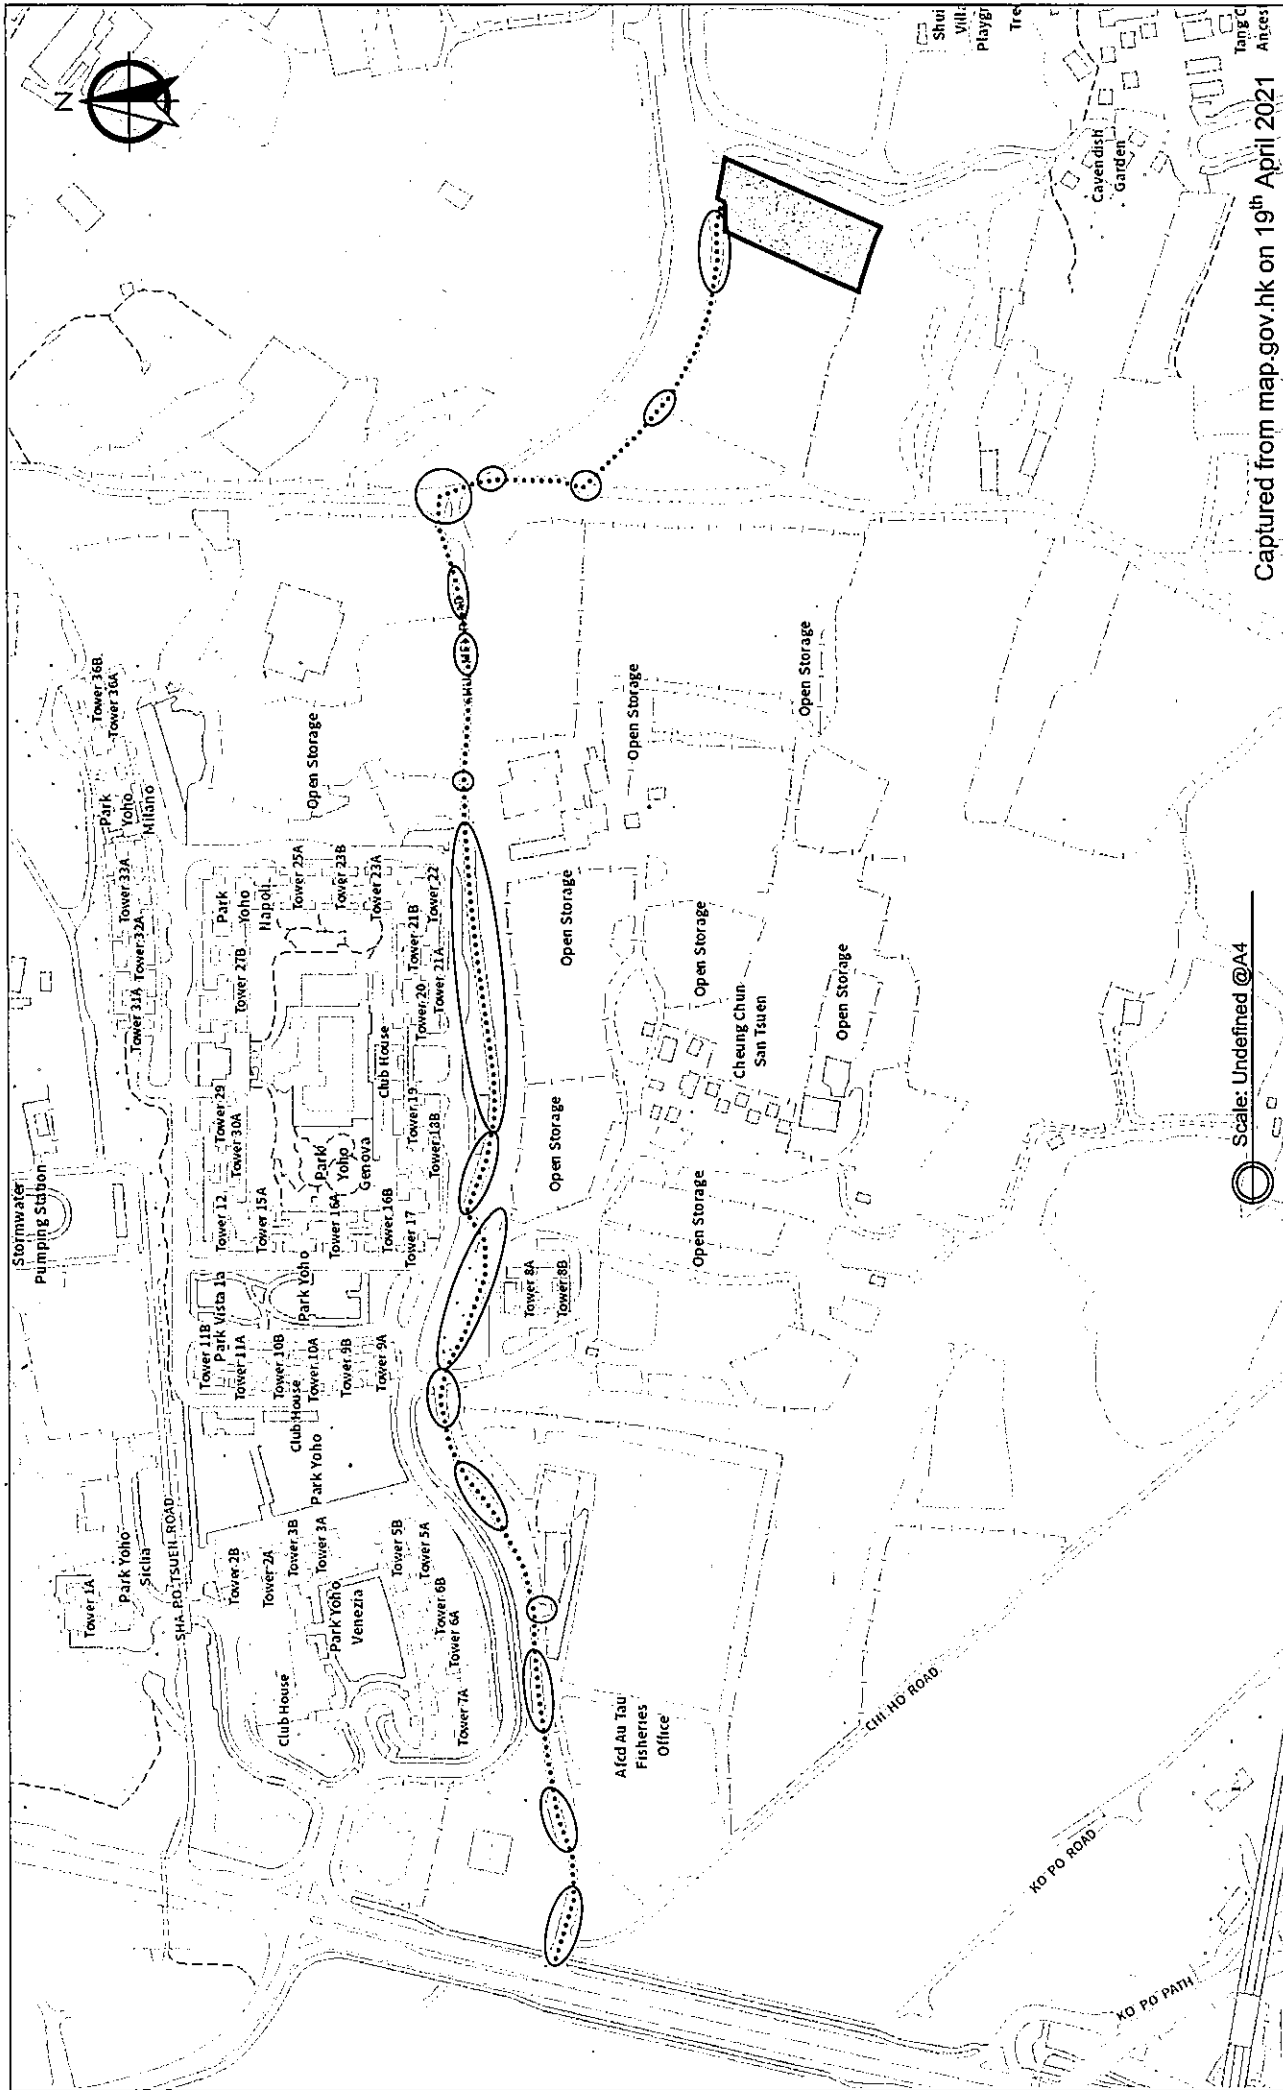 N
Stormwater
Pumping Station
Tower 1A
Park Yoho
Sicilia
SHA PO TSUEN ROAD
Tower 2B
Tower 2A
Tower 3B
Tower 3A
Club House
Park Yoho
Venezia
Tower 5B
Tower 5A
Tower 6B
Tower 6A
Tower 7A
Tower 11B
Park Vista 1a
Tower 11A
Tower 10B
Club House
Tower 10A
Park Yoho
Tower 9B
Tower 9A
Park Yoho
Tower 12
Tower 15A
Tower 16A
Tower 16B
Tower 17
Park
Yoho
Genova
Tower 29
Tower 30A
Club House
Tower 19
Tower 18B
Tower 31A
Tower 32A
Tower 33A
Park
Yoho
Milano
Tower 36B
Tower 36A
Tower 27B
Park
Yoho
Napoli
Tower 25A
Tower 23B
Tower 23A
Tower 22
Tower 21B
Tower 21A
Tower 20
Open Storage
Tower 8A
Tower 8B
Open Storage
Open Storage
Open Storage
Open Storage
Open Storage
Open Storage
Open Storage
Cheung Chun
San Tsuen
Afcd Au Tau
Fisheries
Office
CHI HO ROAD
KO PO ROAD
KO PO PATH
Shui
Playgr
Cavendish
Garden
Tang C
Ancest
Scale: Undefined @A4
Captured from map.gov.hk on 19th April 2021